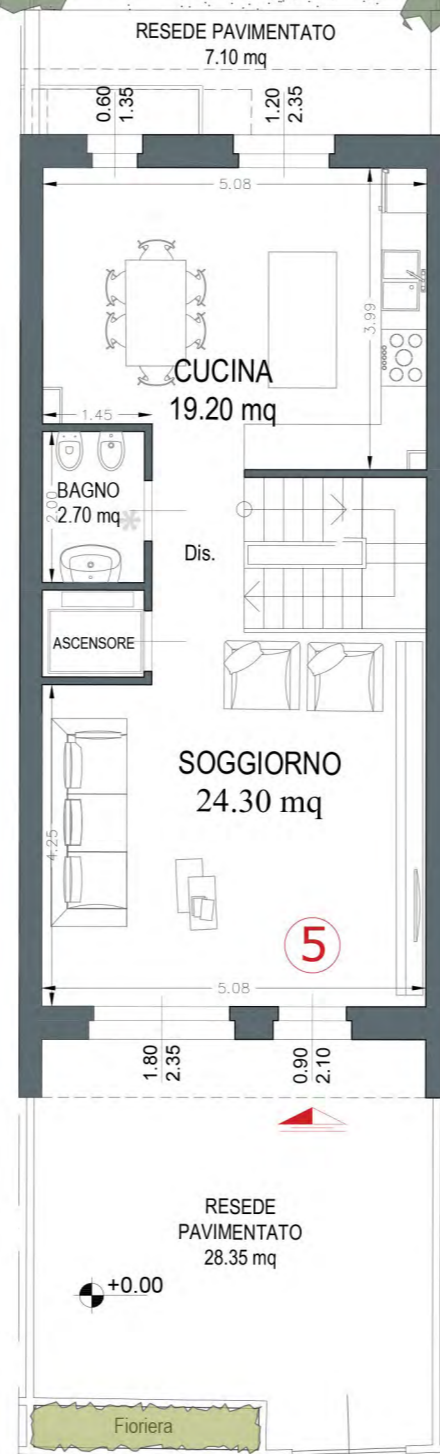 RESEDE PAVIMENTATO
7.10 mq
0.60
1.35
1.20
2.35
5.08
3.99
CUCINA
19.20 mq
1.45
BAGNO
2.70 mq*
2.00
Dis.
ASCENSORE
SOGGIORNO
24.30 mq
4.25
5
5.08
1.80
2.35
0.90
2.10
RESEDE
PAVIMENTATO
28.35 mq
+0.00
Fioriera